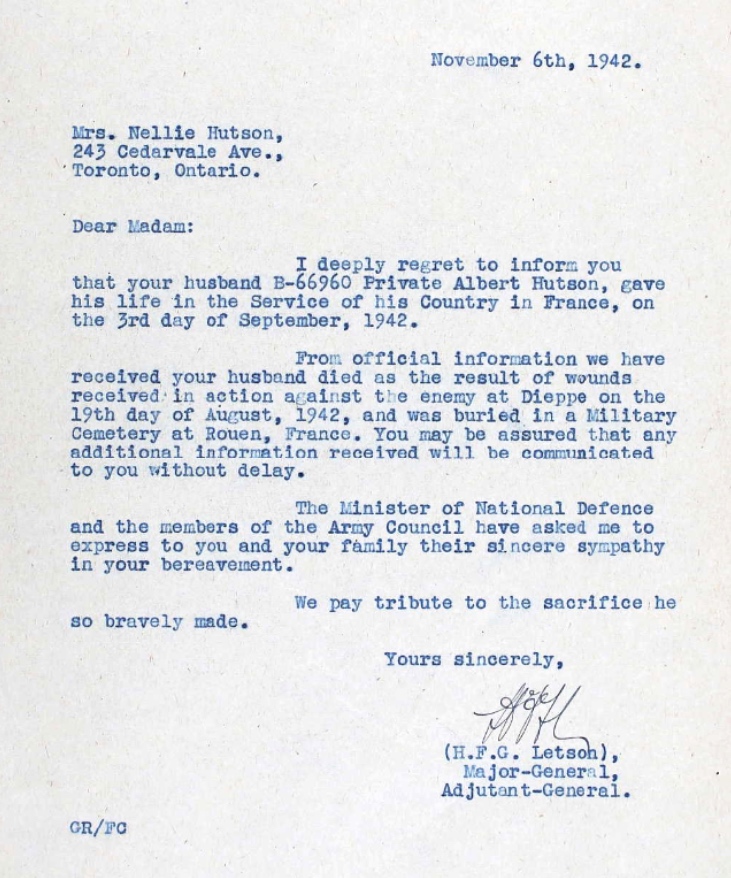 November 6th, 1942.
Mrs. Nellie Hutson,
243 Cedarvale Ave.,
Toronto, Ontario.
Dear Madam:
I deeply regret to inform you
that your husband B-66960 Private Albert Hutson, gave
his life in the Service of his Country in France, on
the 3rd day of September, 1942.
From official information we have
received your husband died as the result of wounds
received in action against the enemy at Dieppe on the
19th day of August, 1942, and was buried in a Military
Cemetery at Rouen, France. You may be assured that any
additional information received will be communicated
to you without delay.
The Minister of National Defence
and the members of the Army Council have asked me to
express to you and your family their sincere sympathy
in your bereavement.
We pay tribute to the sacrifice he
so bravely made.
Yours sincerely,
(H.F.G. Letson),
Major-General,
Adjutant-General.
GR/FC